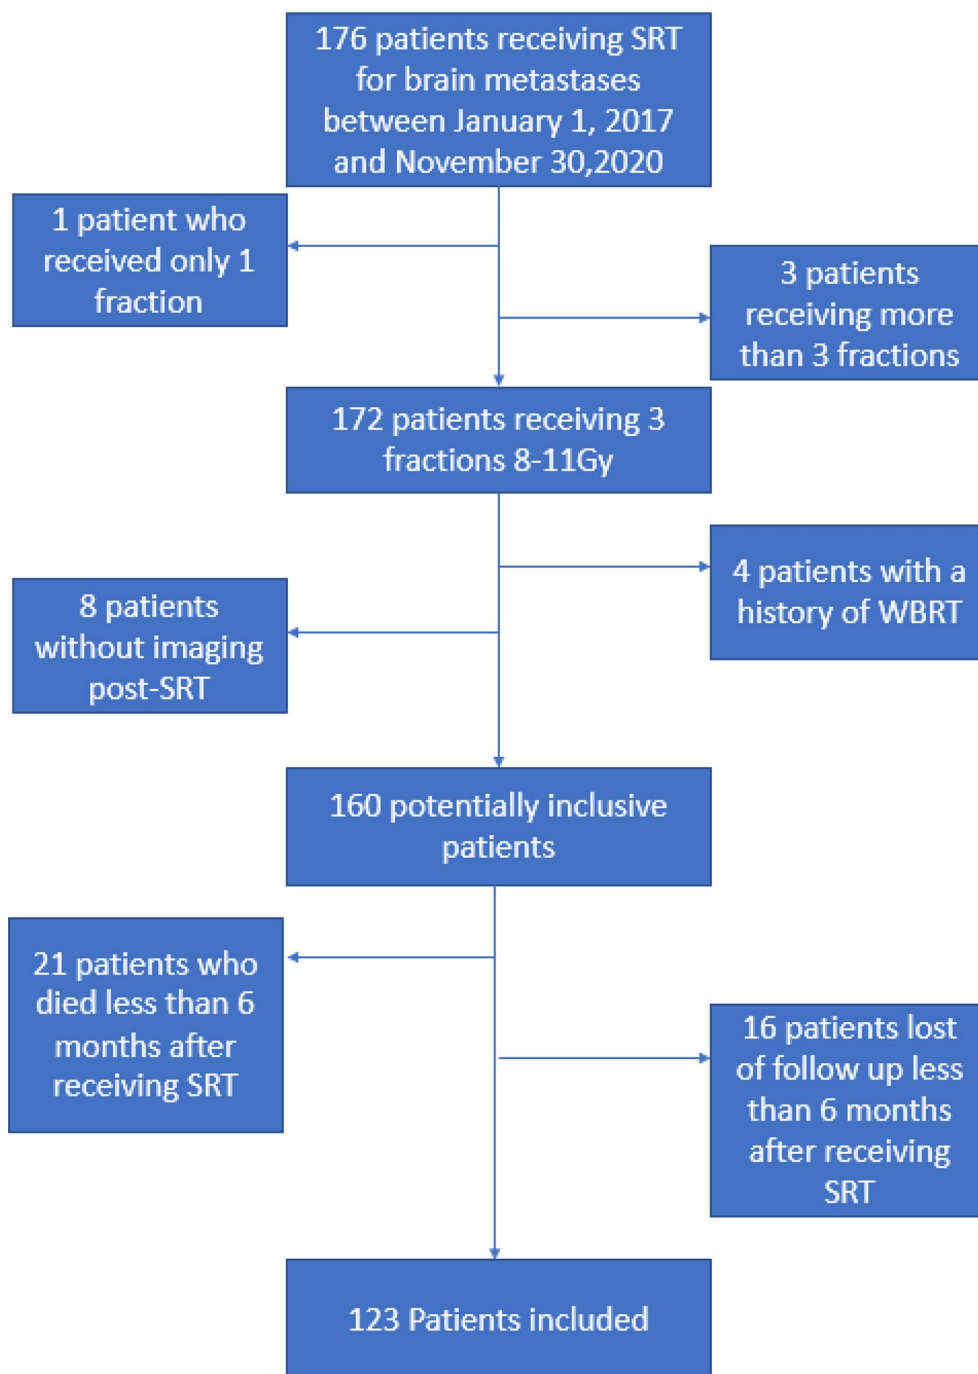 176 patients receiving SRT
for brain metastases
between January 1, 2017
and November 30,2020
1 patient who
received only 1
fraction
3 patients
receiving more
than 3 fractions
172 patients receiving 3
fractions 8-11Gy
4 patients with a
history of WBRT
8 patients
without imaging
post-SRT
160 potentially inclusive
patients
21 patients who
died less than 6
months after
receiving SRT
16 patients lost
of follow up less
than 6 months
after receiving
SRT
123 Patients included